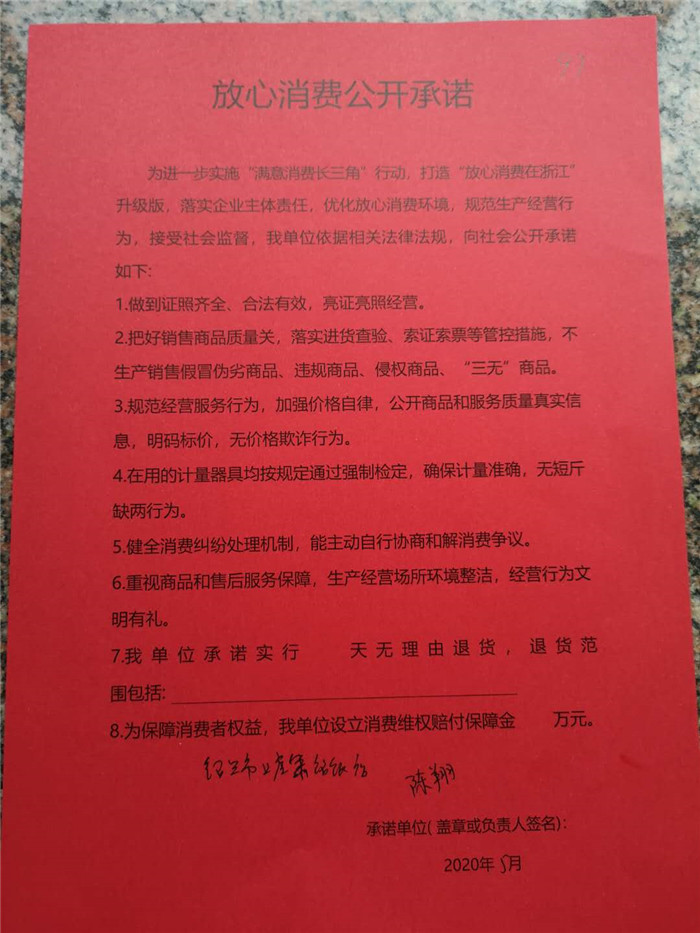 91
放心消费公开承诺
为进一步实施“满意消费长三角”行动，打造“放心消费在浙江”
升级版，落实企业主体责任，优化放心消费环境，规范生产经营行
为，接受社会监督，我单位依据相关法律法规，向社会公开承诺
如下:
1.做到证照齐全、合法有效，亮证亮照经营。
2.把好销售商品质量关，落实进货查验、索证索票等管控措施，不
生产销售假冒伪劣商品、违规商品、侵权商品、“三无”商品。
3.规范经营服务行为，加强价格自律，公开商品和服务质量真实信
息，明码标价，无价格欺诈行为。
4.在用的计量器具均按规定通过强制检定，确保计量准确，无短斤
缺两行为。
5.健全消费纠纷处理机制，能主动自行协商和解消费争议。
6.重视商品和售后服务保障，生产经营场所环境整洁，经营行为文
明有礼。
7.我单位承诺实行 天无理由退货，退货范
围包括:
8.为保障消费者权益，我单位设立消费维权赔付保障金 万元。
绍兴市上虞 陈翔
承诺单位(盖章或负责人签名):
2020年5月